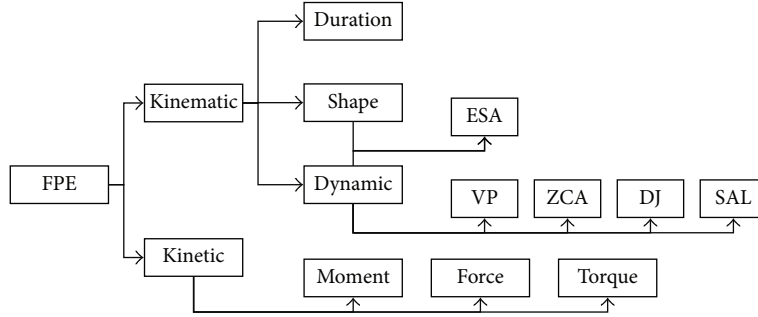 Duration
Kinematic
Shape
ESA
FPE
Dynamic
VP
ZCA
DJ
SAL
Kinetic
Moment
Force
Torque